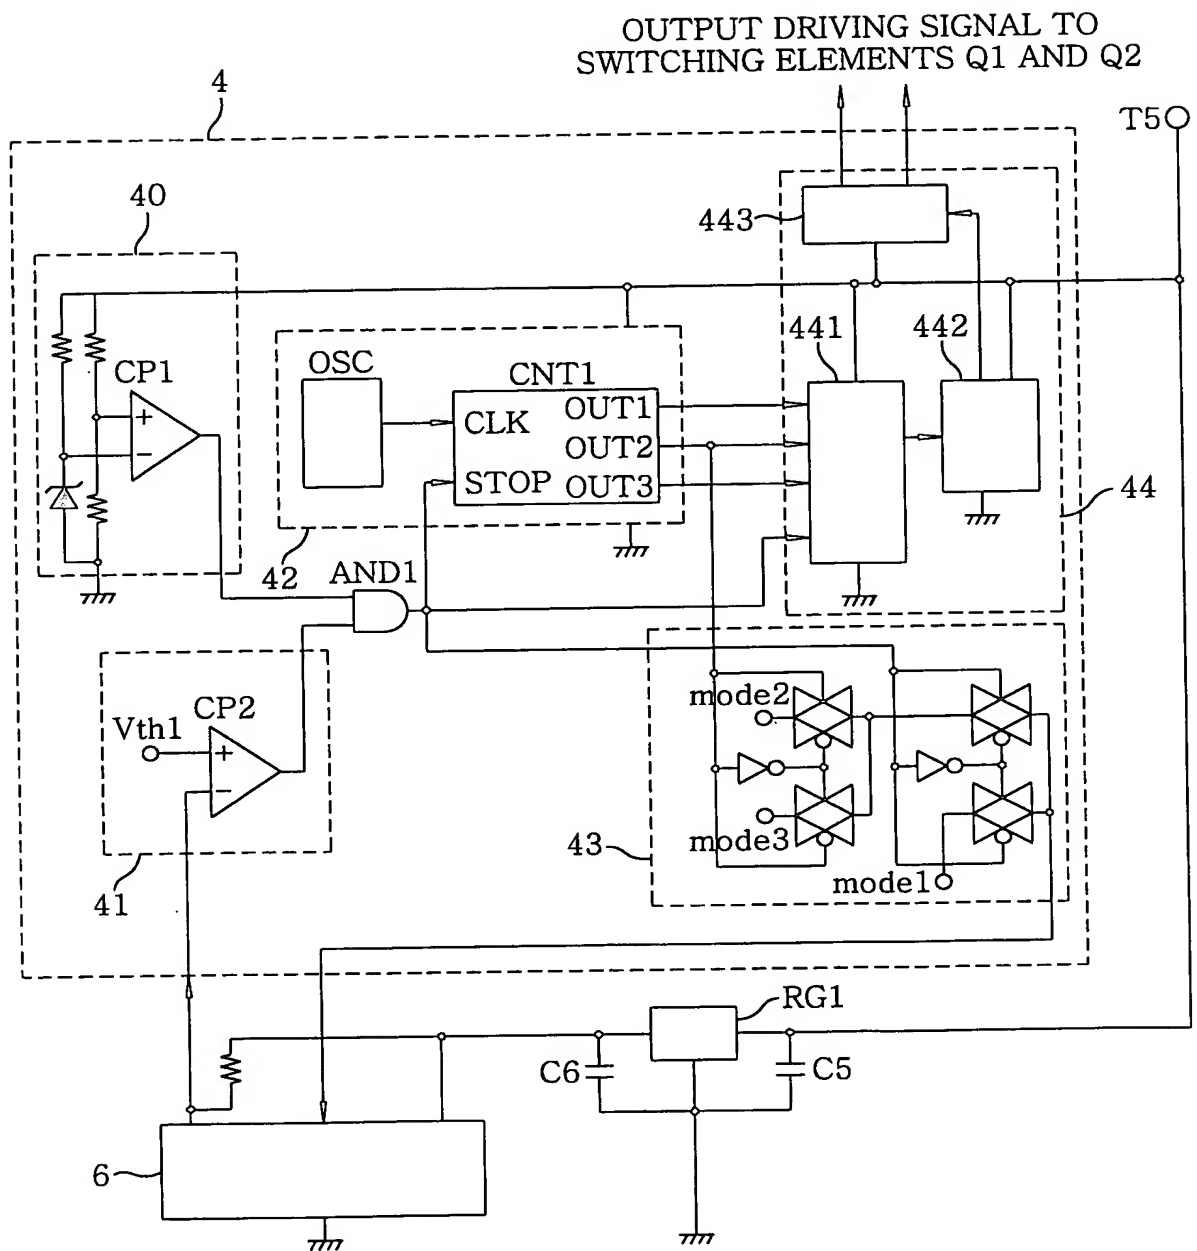 OUTPUT DRIVING SIGNAL TO
SWITCHING ELEMENTS Q1 AND Q2
4
T5
40
443
441
442
OSC
CNT1
CP1
+
−
CLK
OUT1
OUT2
STOP
OUT3
44
42
AND1
mode2
CP2
Vth1
+
−
mode3
43
mode1
41
RG1
C6
C5
6